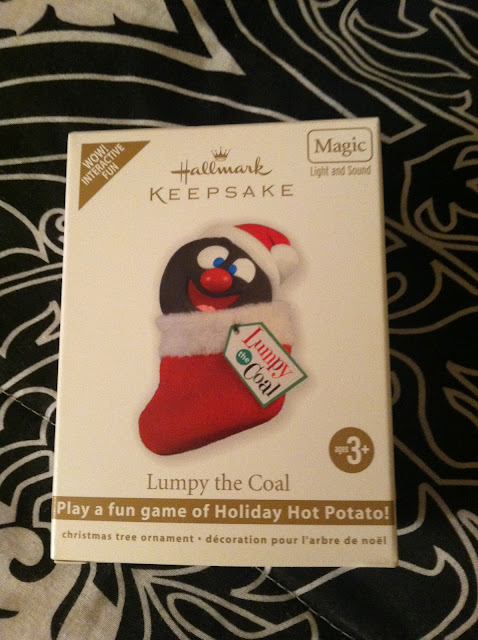 WOW!
INTERACTIVE
FUN
Hallmark
KEEPSAKE
Magic
Light and Sound
Lumpy
the
Coal
ages 3+
Lumpy the Coal
Play a fun game of Holiday Hot Potato!
christmas tree ornament • décoration pour l'arbre de noël